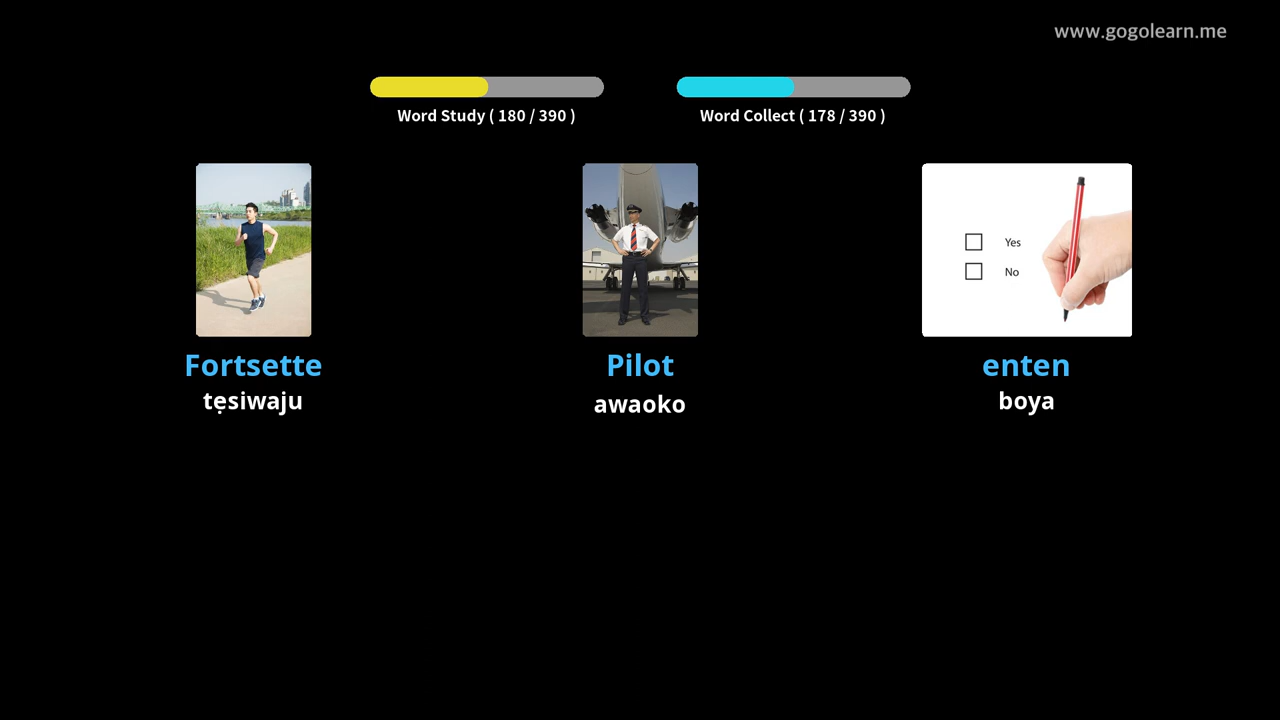 www.gogolearn.me
Word Study ( 180 / 390 )
Word Collect ( 178 / 390 )
Yes
No
Fortsette
tẹsiwaju
Pilot
awaoko
enten
boya